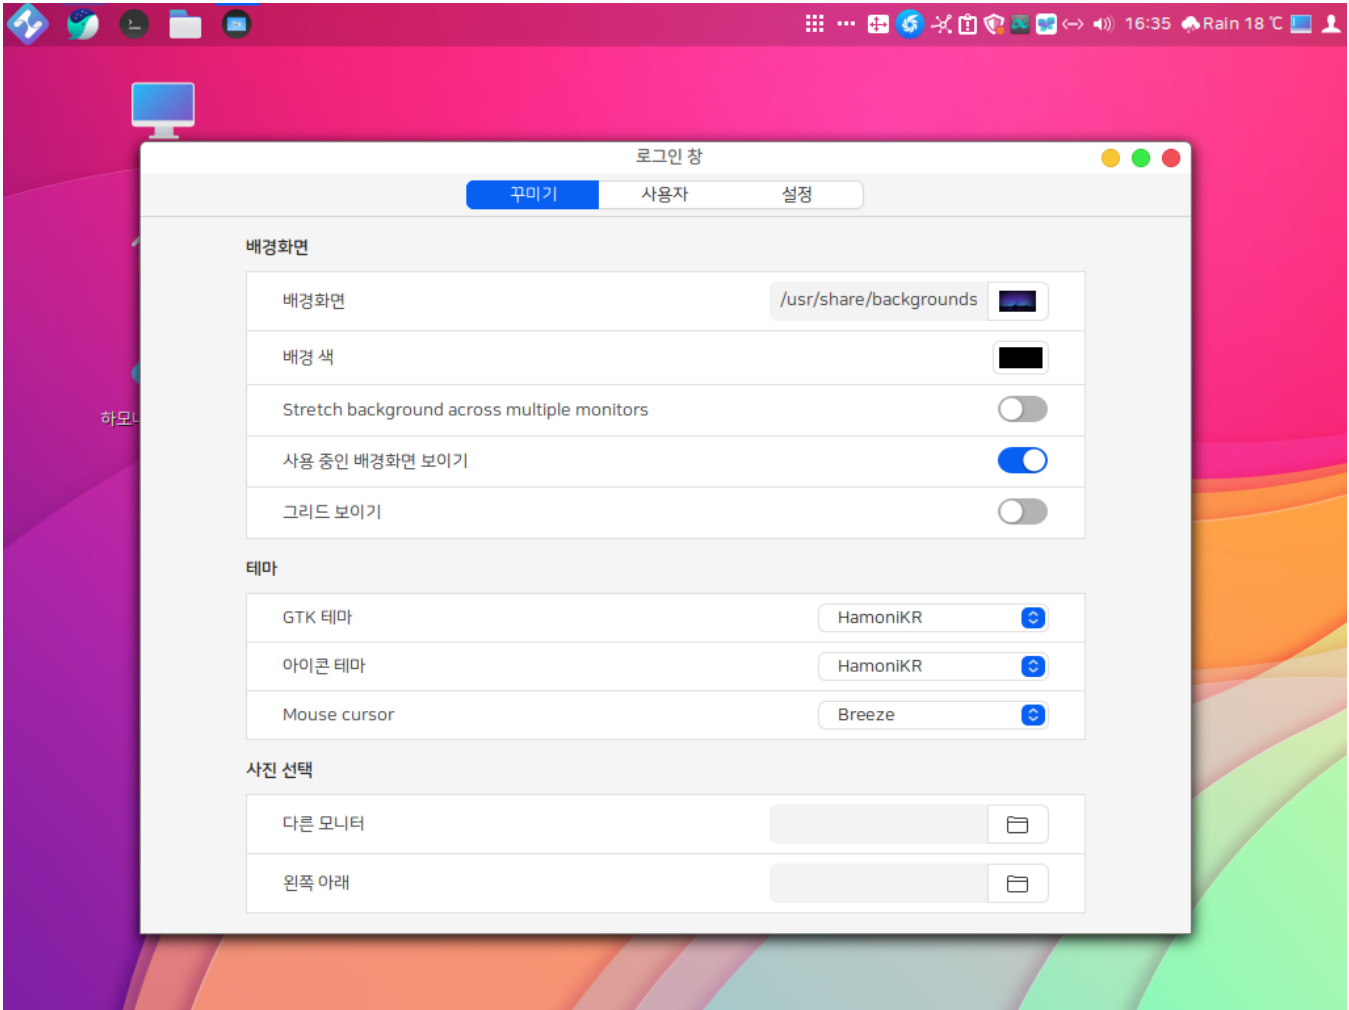 16:35 Rain 18 ℃
로그인 창
꾸미기 사용자 설정
배경화면
배경화면 /usr/share/backgrounds
배경 색
Stretch background across multiple monitors
사용 중인 배경화면 보이기
그리드 보이기
하모니
테마
GTK 테마 HamoniKR
아이콘 테마 HamoniKR
Mouse cursor Breeze
사진 선택
다른 모니터
왼쪽 아래